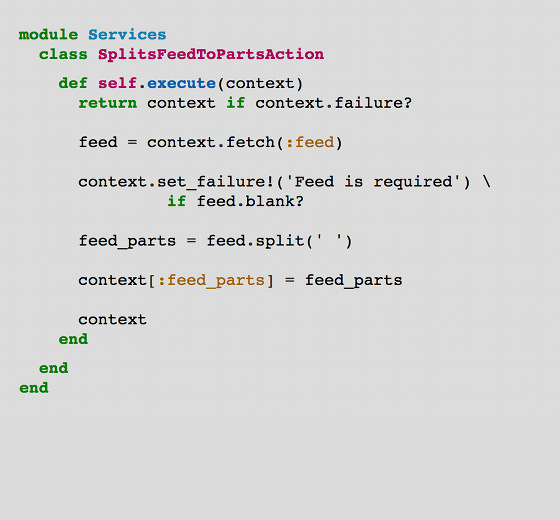 module Services
  class SplitsFeedToPartsAction
    def self.execute(context)
      return context if context.failure?
      feed = context.fetch(:feed)
      context.set_failure!('Feed is required') \
               if feed.blank?
      feed_parts = feed.split(' ')
      context[:feed_parts] = feed_parts
      context
    end
  end
end